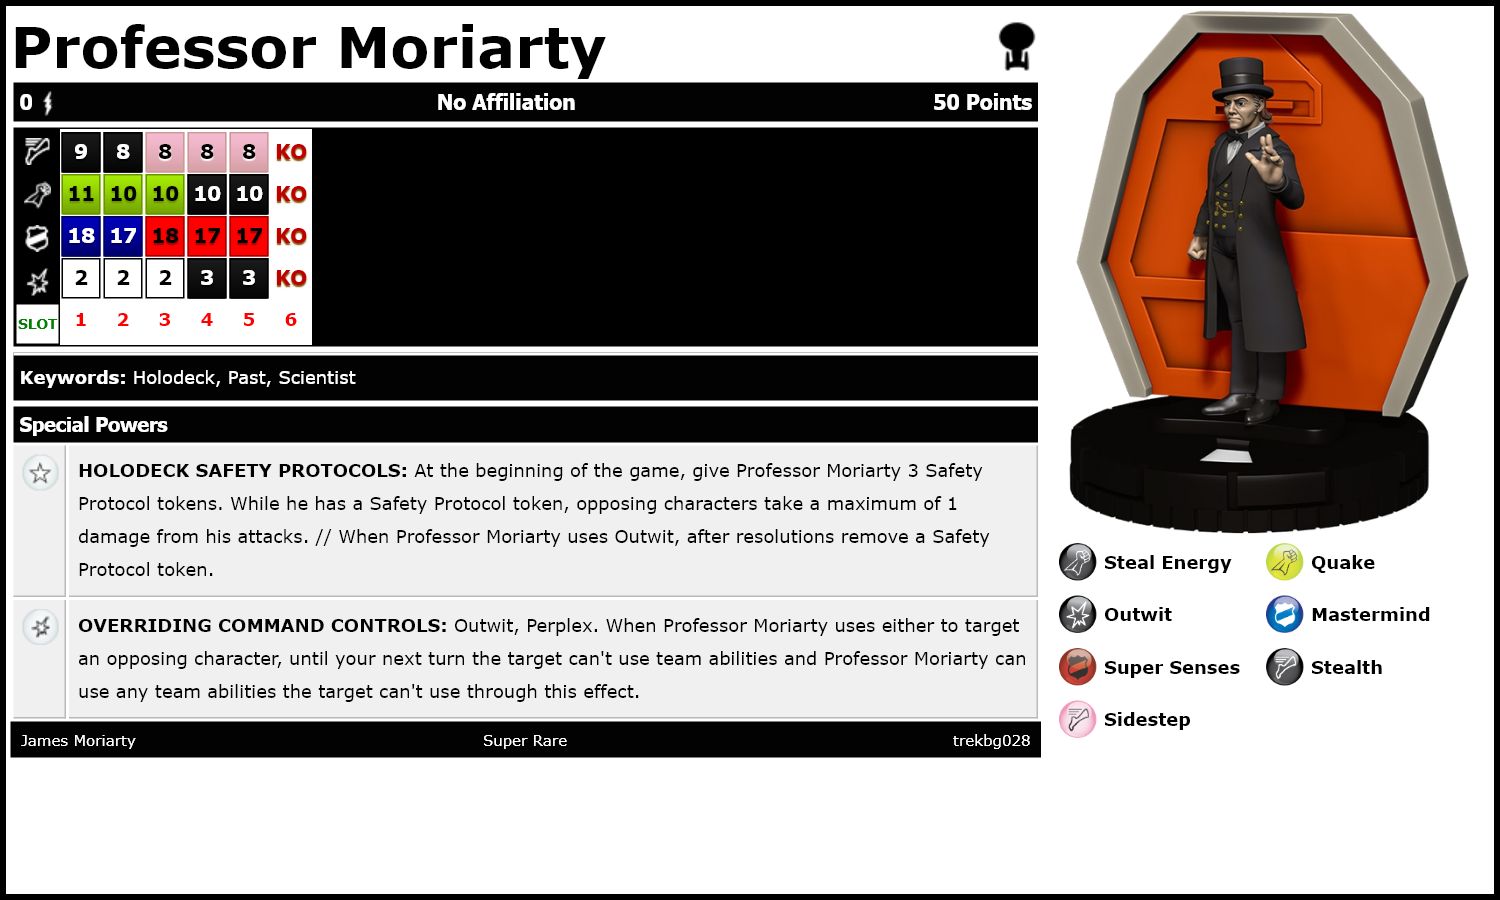 Professor Moriarty
0 No Affiliation 50 Points
9 8 8 8 8 KO
11 10 10 10 10 KO
18 17 18 17 17 KO
2 2 2 3 3 KO
SLOT 1 2 3 4 5 6
Keywords: Holodeck, Past, Scientist
Special Powers
HOLODECK SAFETY PROTOCOLS: At the beginning of the game, give Professor Moriarty 3 Safety
Protocol tokens. While he has a Safety Protocol token, opposing characters take a maximum of 1
damage from his attacks. // When Professor Moriarty uses Outwit, after resolutions remove a Safety
Protocol token.
OVERRIDING COMMAND CONTROLS: Outwit, Perplex. When Professor Moriarty uses either to target
an opposing character, until your next turn the target can't use team abilities and Professor Moriarty can
use any team abilities the target can't use through this effect.
James Moriarty Super Rare trekbg028
Steal Energy Quake
Outwit Mastermind
Super Senses Stealth
Sidestep